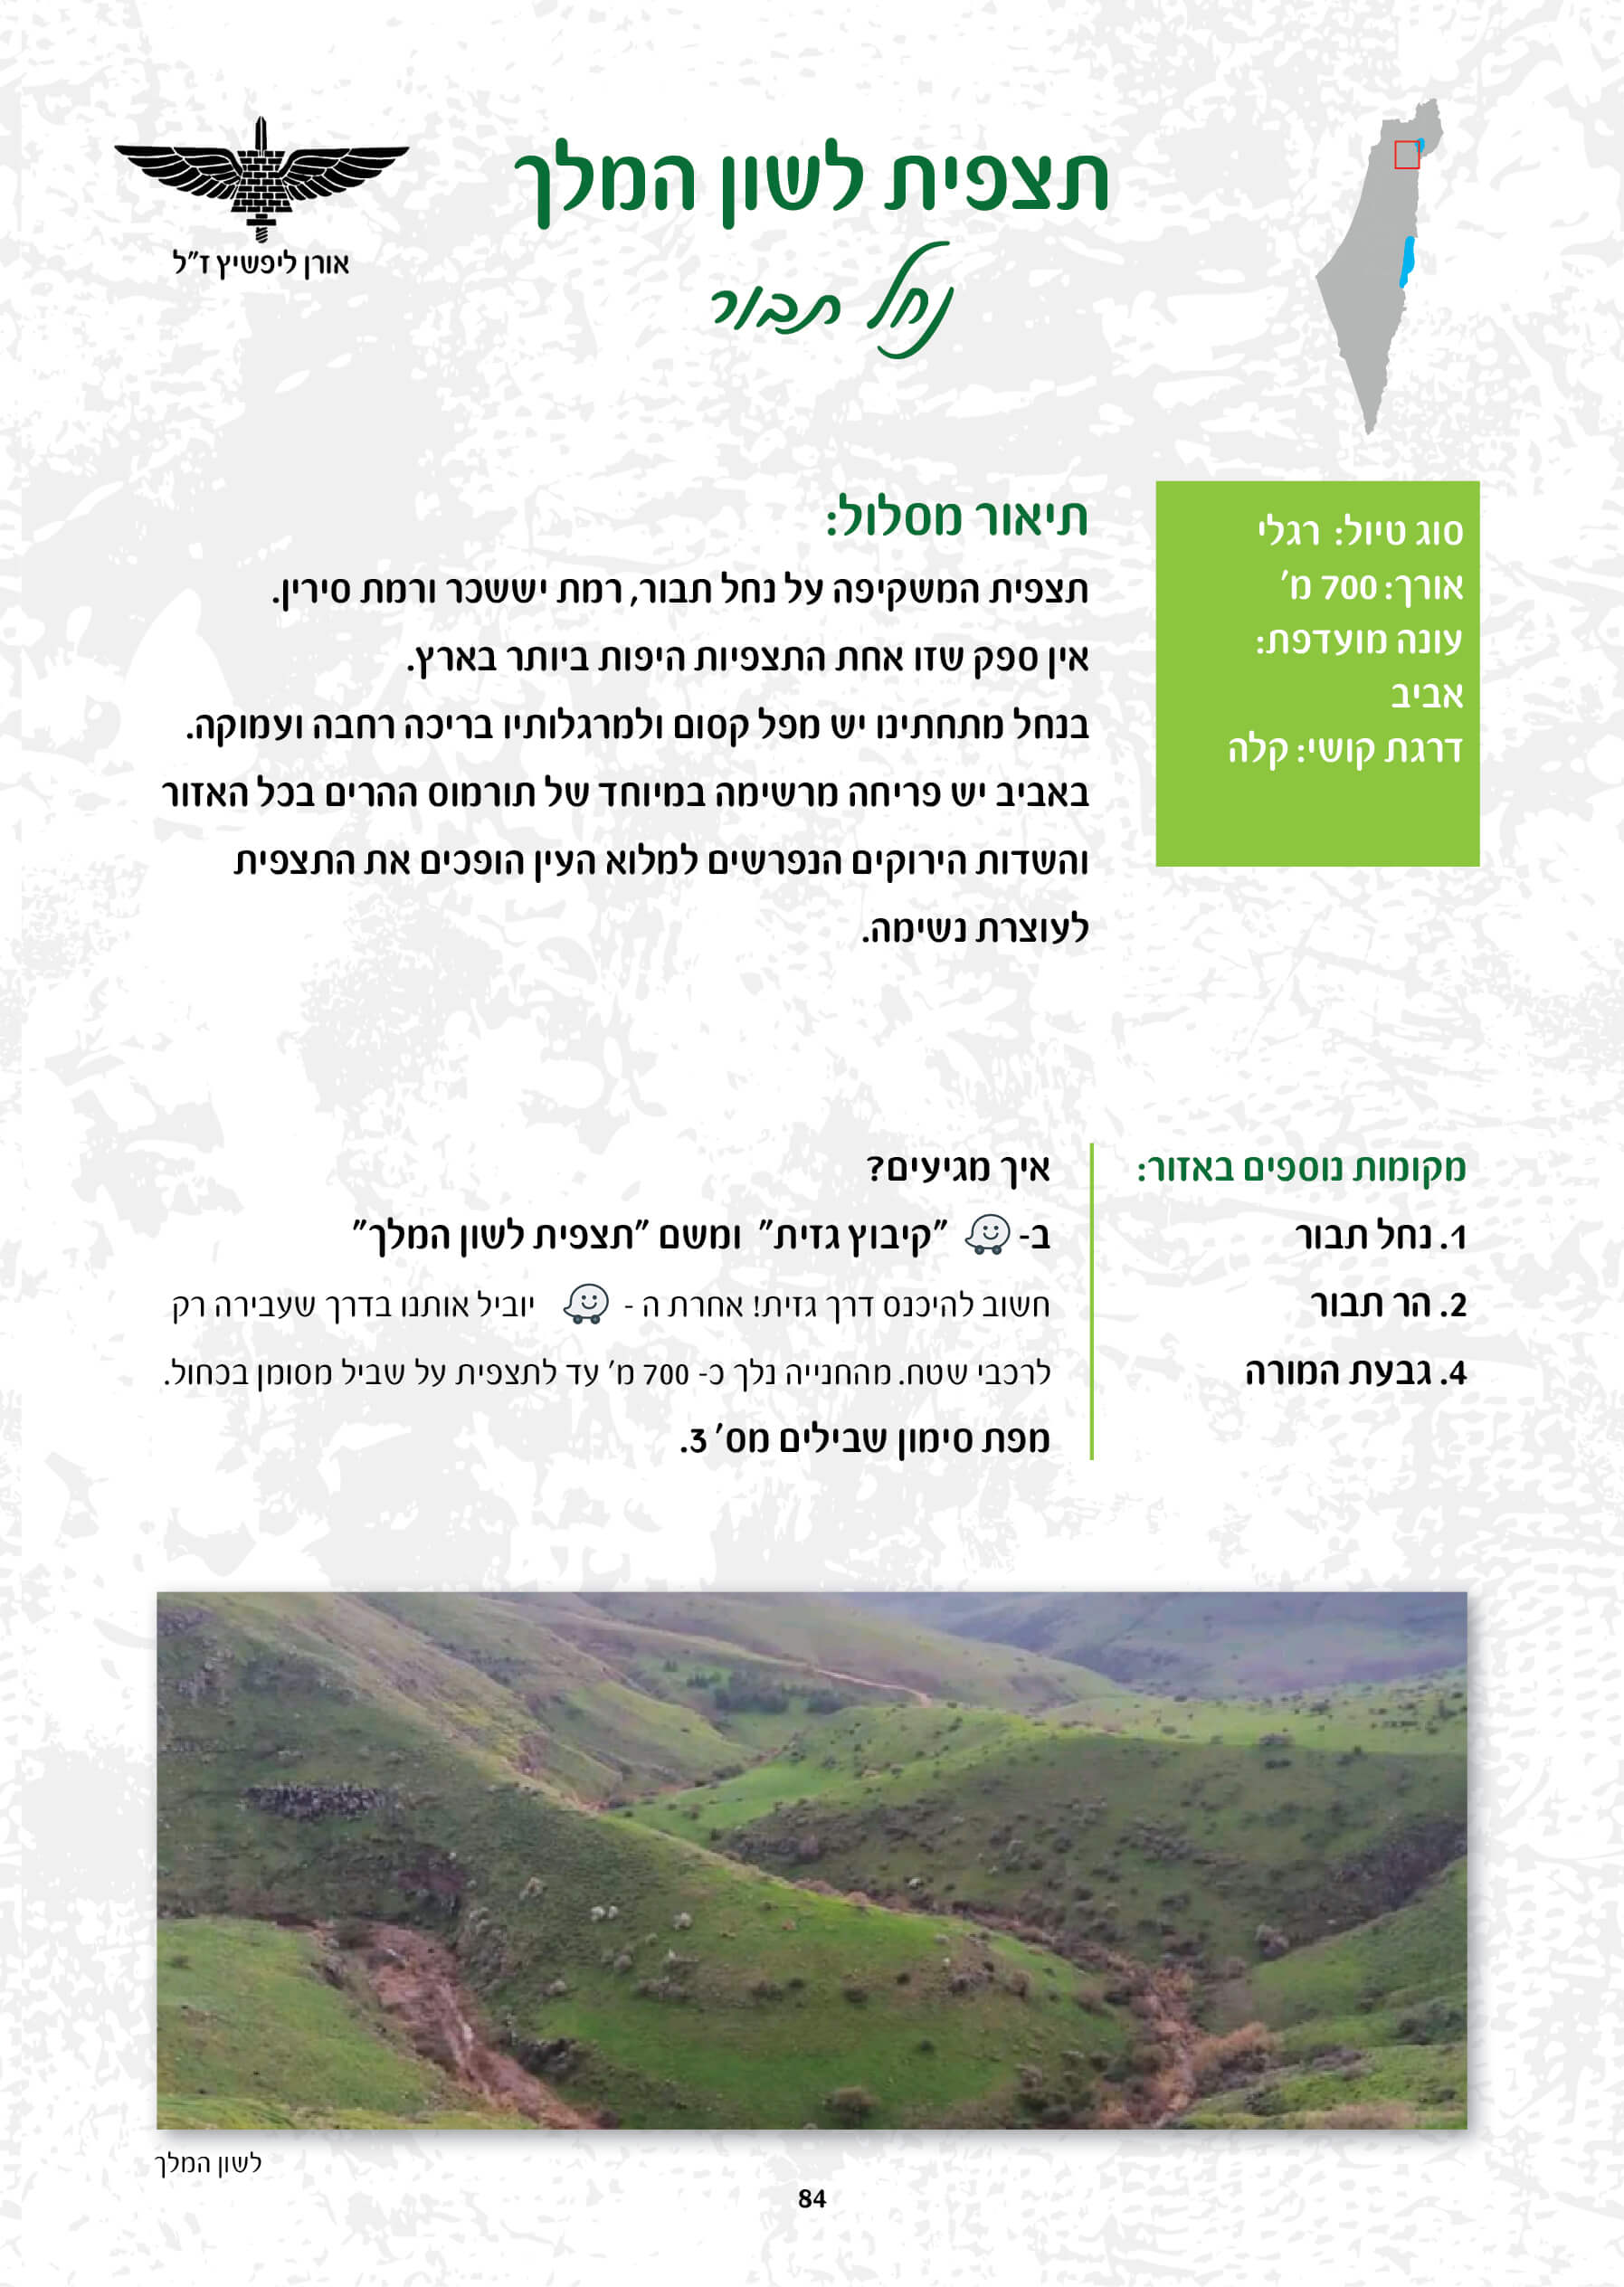 תצפית לשון המלך
נחל תבור
אורן ליפשיץ ז"ל
סוג טיול: רגלי
אורך: 700 מ'
עונה מועדפת:
אביב
דרגת קושי: קלה
תיאור מסלול:
תצפית המשקיפה על נחל תבור, רמת יששכר ורמת סירין.
אין ספק שזו אחת התצפיות היפות ביותר בארץ.
בנחל מתחתינו יש מפל קסום ולמרגלותיו בריכה רחבה ועמוקה.
באביב יש פריחה מרשימה במיוחד של תורמוס ההרים בכל האזור
והשדות הירוקים הנפרשים למלוא העין הופכים את התצפית
לעוצרת נשימה.
מקומות נוספים באזור:
1. נחל תבור
2. הר תבור
4. גבעת המורה
איך מגיעים?
ב- "קיבוץ גזית" ומשם "תצפית לשון המלך"
חשוב להיכנס דרך גזית! אחרת ה - יוביל אותנו בדרך שעבירה רק
לרכבי שטח. מהחנייה נלך כ- 700 מ' עד לתצפית על שביל מסומן בכחול.
מפת סימון שבילים מס' 3.
לשון המלך
84